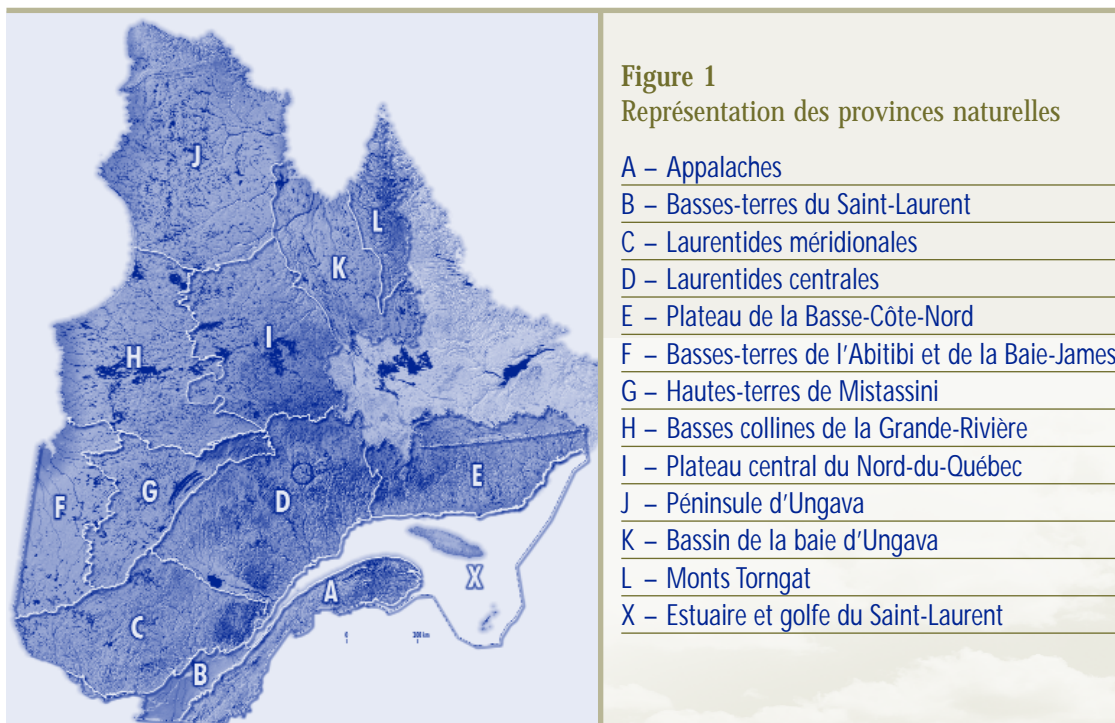 Figure 1
Représentation des provinces naturelles
A – Appalaches
B – Basses-terres du Saint-Laurent
C – Laurentides méridionales
D – Laurentides centrales
E – Plateau de la Basse-Côte-Nord
F – Basses-terres de l'Abitibi et de la Baie-James
G – Hautes-terres de Mistassini
H – Basses collines de la Grande-Rivière
I – Plateau central du Nord-du-Québec
J – Péninsule d'Ungava
K – Bassin de la baie d'Ungava
L – Monts Torngat
X – Estuaire et golfe du Saint-Laurent
J
L
K
I
H
E
G
D
F
X
A
C
0 200 km
B